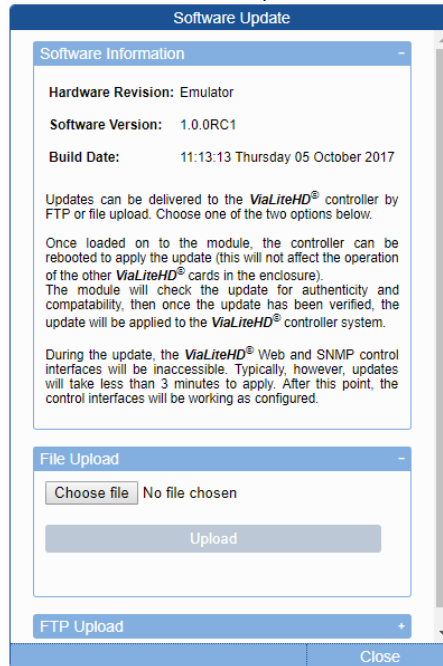 Software Update
Software Information -
Hardware Revision: Emulator
Software Version: 1.0.0RC1
Build Date: 11:13:13 Thursday 05 October 2017
Updates can be delivered to the ViaLiteHD® controller by
FTP or file upload. Choose one of the two options below.
Once loaded on to the module, the controller can be
rebooted to apply the update (this will not affect the operation
of the other ViaLiteHD® cards in the enclosure).
The module will check the update for authenticity and
compatability, then once the update has been verified, the
update will be applied to the ViaLiteHD® controller system.
During the update, the ViaLiteHD® Web and SNMP control
interfaces will be inaccessible. Typically, however, updates
will take less than 3 minutes to apply. After this point, the
control interfaces will be working as configured.
File Upload -
Choose file No file chosen
Upload
FTP Upload +
Close